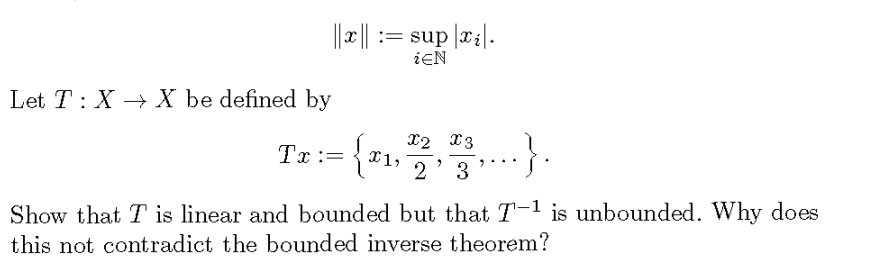 ‖x‖ := sup |xᵢ|.
i∈ℕ
Let T : X → X be defined by
Tx := {x₁, x₂/2, x₃/3, . . . }.
Show that T is linear and bounded but that T⁻¹ is unbounded. Why does
this not contradict the bounded inverse theorem?